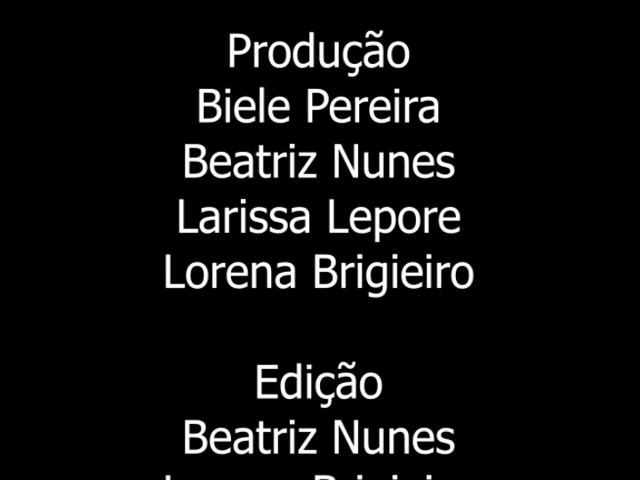 Produção
Biele Pereira
Beatriz Nunes
Larissa Lepore
Lorena Brigieiro
Edição
Beatriz Nunes